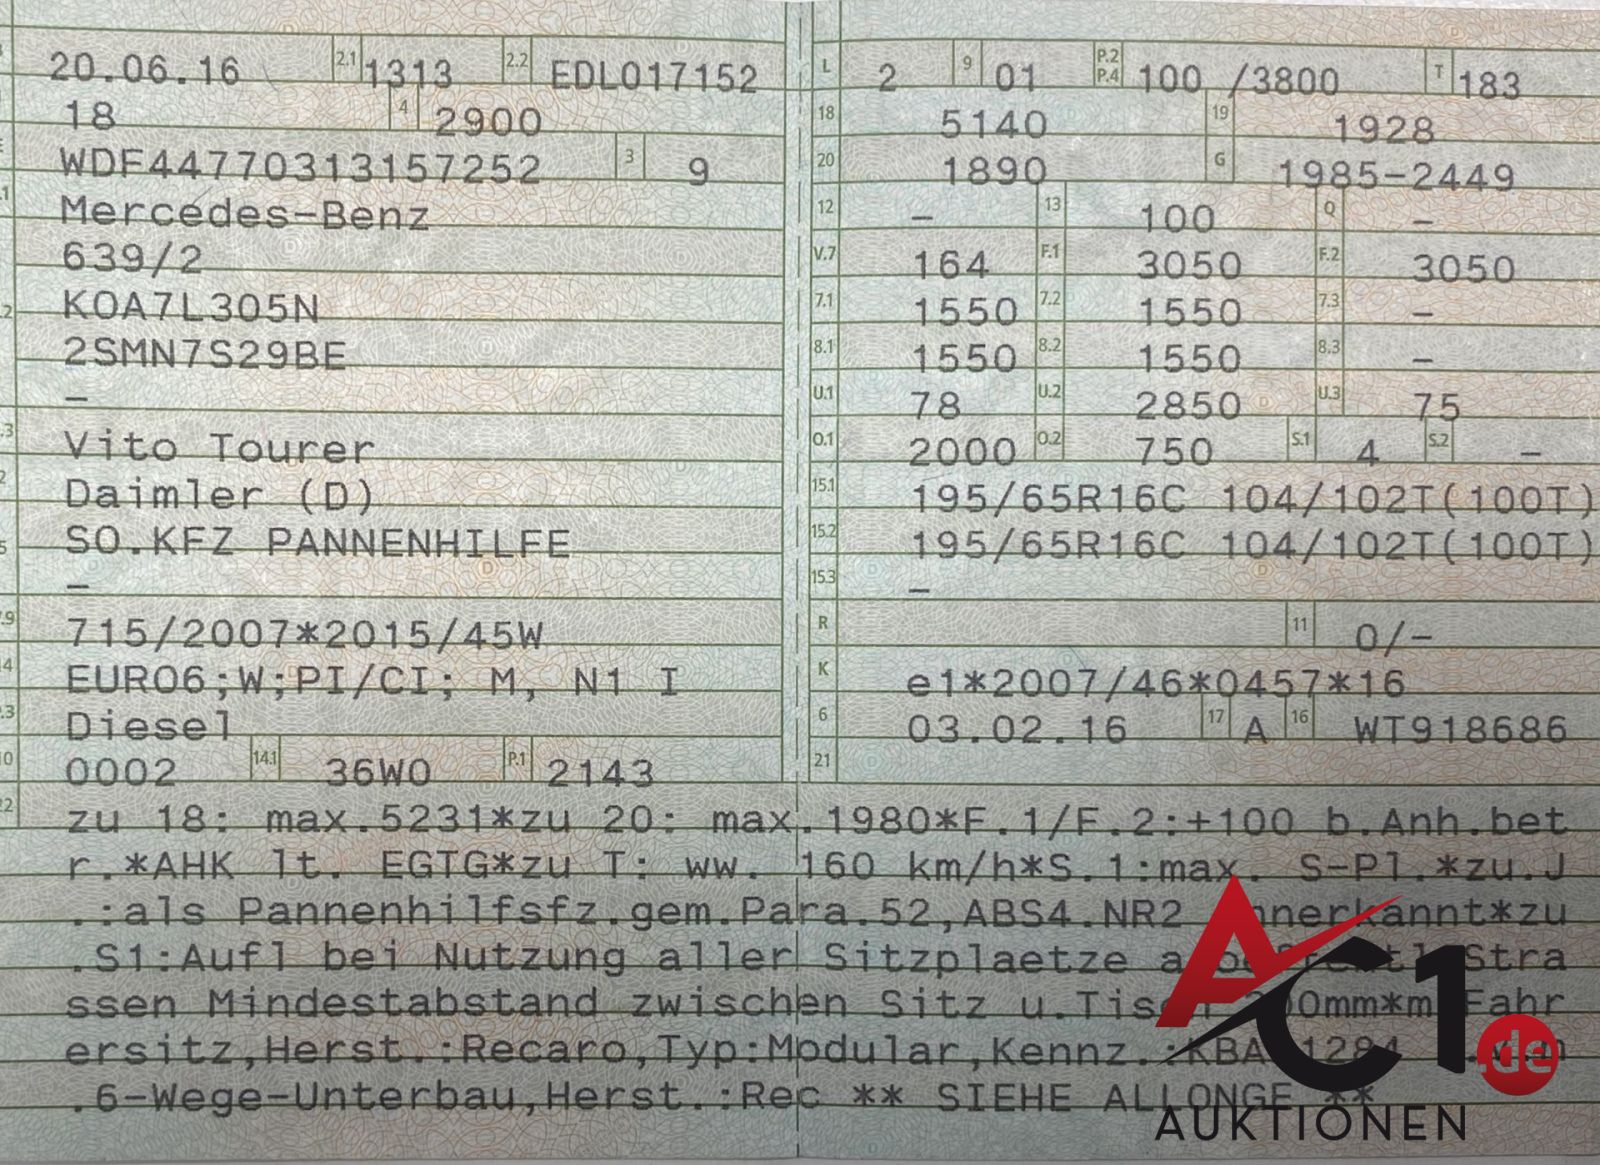 20.06.16 2.1 1313 2.2 EDL017152
18 4 2900
WDF44770313157252 3 9
Mercedes-Benz
639/2
KOA7L305N
2SMN7S29BE
–
Vito Tourer
Daimler (D)
SO.KFZ PANNENHILFE
–
715/2007*2015/45W
EURO6;W;PI/CI; M, N1 I
Diesel
0002 14.1 36W0 P.1 2143
L 2 9 01 P.2 P.4 100 /3800 T 183
18 5140 19 1928
20 1890 G 1985-2449
12 – 13 100 Q –
V.7 164 F.1 3050 F.2 3050
7.1 1550 7.2 1550 7.3 –
8.1 1550 8.2 1550 8.3 –
U.1 78 U.2 2850 U.3 75
O.1 2000 O.2 750 S.1 4 S.2 –
15.1 195/65R16C 104/102T(100T)
15.2 195/65R16C 104/102T(100T)
15.3 –
R 11 0/–
K e1*2007/46*0457*16
6 03.02.16 17 A 16 WT918686
21
zu 18: max.5231*zu 20: max.1980*F.1/F.2:+100 b.Anh.bet
r.*AHK lt. EGTG*zu T: ww. 160 km/h*S.1:max. S-Pl.*zu.J
.:als Pannenhilfsfz.gem.Para.52,ABS4.NR2 *zu
.S1:Aufl bei Nutzung aller Sitzplaetze Stra
ssen Mindestabstand zwischen Sitz u. Fahr
ersitz,Herst.:Recaro,Typ:Modular,Kennz.:KBA
.6-Wege-Unterbau,Herst.:Rec ** SIEHE ALLONGE **
AC1.de
AUKTIONEN